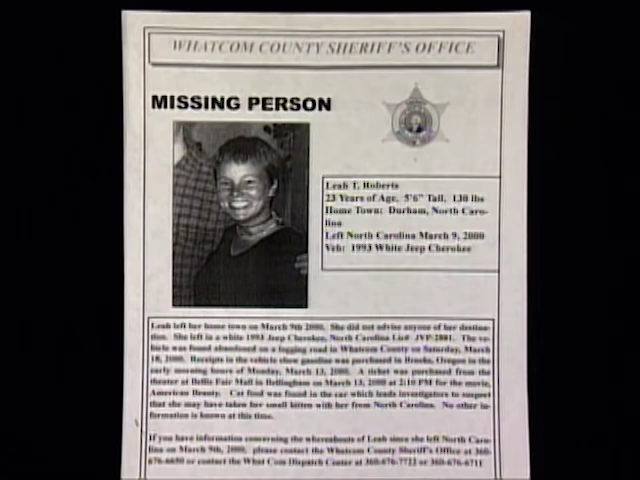 WHATCOM COUNTY SHERIFF'S OFFICE
MISSING PERSON
Leah T. Roberts
23 Years of Age, 5'6" Tall, 130 lbs
Home Town: Durham, North Caro-
lina
Left North Carolina March 9, 2000
Veh: 1993 White Jeep Cherokee
Leah left her home town on March 9th 2000. She did not advise anyone of her destina-
tion. She left in a white 1993 Jeep Cherokee, North Carolina Lic# JVP-2881. The ve-
hicle was found abandoned on a logging road in Whatcom County on Saturday, March
18, 2000. Receipts in the vehicle show gasoline was purchased in Brooks, Oregon in the
early morning hours of Monday, March 13, 2000. A ticket was purchased from the
theater at Bellis Fair Mall in Bellingham on March 13, 2000 at 2:10 PM for the movie,
American Beauty. Cat food was found in the car which leads investigators to suspect
that she may have taken her small kitten with her from North Carolina. No other in-
formation is known at this time.
If you have information concerning the whereabouts of Leah since she left North Caro-
lina on March 9th, 2000, please contact the Whatcom County Sheriff's Office at 360-
676-6650 or contact the What Com Dispatch Center at 360-676-7722 or 360-676-6711